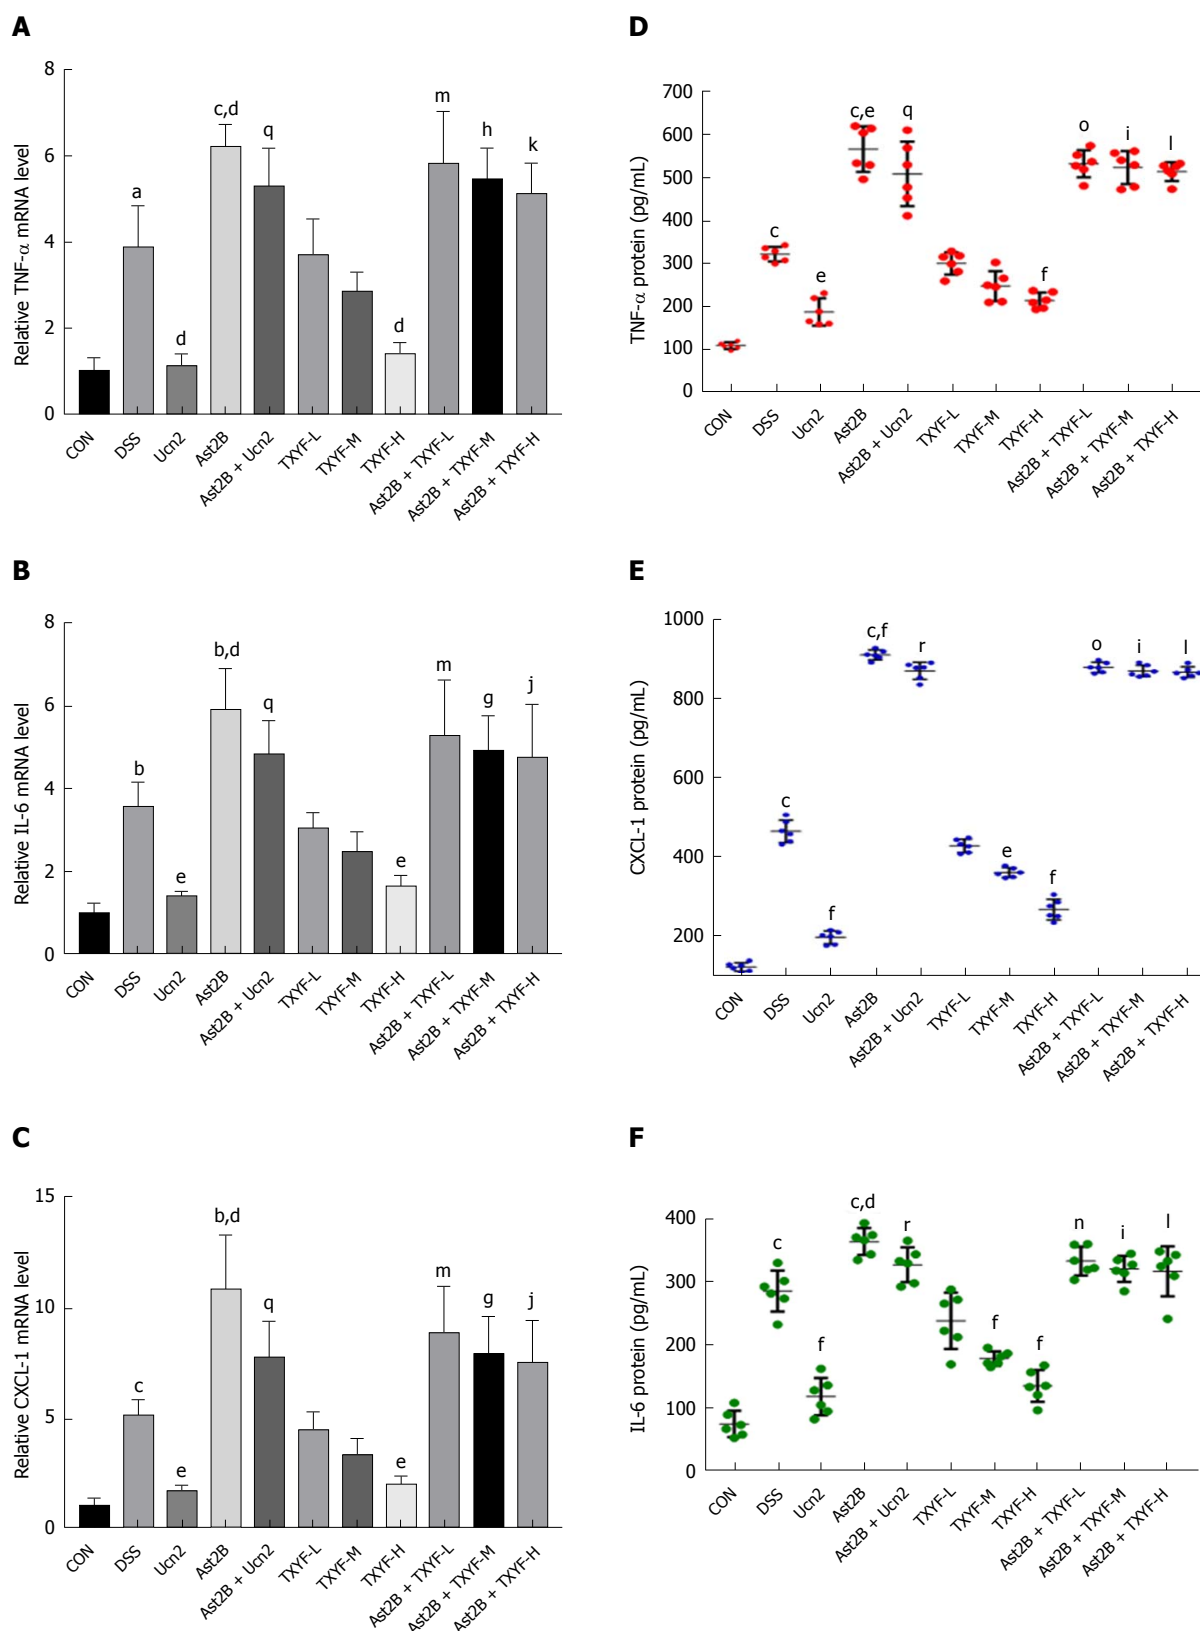 A
Relative TNF-α mRNA level
8
6
4
2
0
a
d
c,d
q
d
m
h
k
CON
DSS
Ucn2
Ast2B
Ast2B + Ucn2
TXYF-L
TXYF-M
TXYF-H
Ast2B + TXYF-L
Ast2B + TXYF-M
Ast2B + TXYF-H
D
TNF-α protein (pg/mL)
700
600
500
400
300
200
100
0
c
e
c,e
q
f
o
i
l
CON
DSS
Ucn2
Ast2B
Ast2B + Ucn2
TXYF-L
TXYF-M
TXYF-H
Ast2B + TXYF-L
Ast2B + TXYF-M
Ast2B + TXYF-H
B
Relative IL-6 mRNA level
8
6
4
2
0
b
e
b,d
q
e
m
g
j
CON
DSS
Ucn2
Ast2B
Ast2B + Ucn2
TXYF-L
TXYF-M
TXYF-H
Ast2B + TXYF-L
Ast2B + TXYF-M
Ast2B + TXYF-H
E
CXCL-1 protein (pg/mL)
1000
800
600
400
200
c
f
c,f
r
e
f
o
i
l
CON
DSS
Ucn2
Ast2B
Ast2B + Ucn2
TXYF-L
TXYF-M
TXYF-H
Ast2B + TXYF-L
Ast2B + TXYF-M
Ast2B + TXYF-H
C
Relative CXCL-1 mRNA level
15
10
5
0
c
e
b,d
q
e
m
g
j
CON
DSS
Ucn2
Ast2B
Ast2B + Ucn2
TXYF-L
TXYF-M
TXYF-H
Ast2B + TXYF-L
Ast2B + TXYF-M
Ast2B + TXYF-H
F
IL-6 protein (pg/mL)
400
300
200
100
0
c
f
c,d
r
f
f
n
i
l
CON
DSS
Ucn2
Ast2B
Ast2B + Ucn2
TXYF-L
TXYF-M
TXYF-H
Ast2B + TXYF-L
Ast2B + TXYF-M
Ast2B + TXYF-H